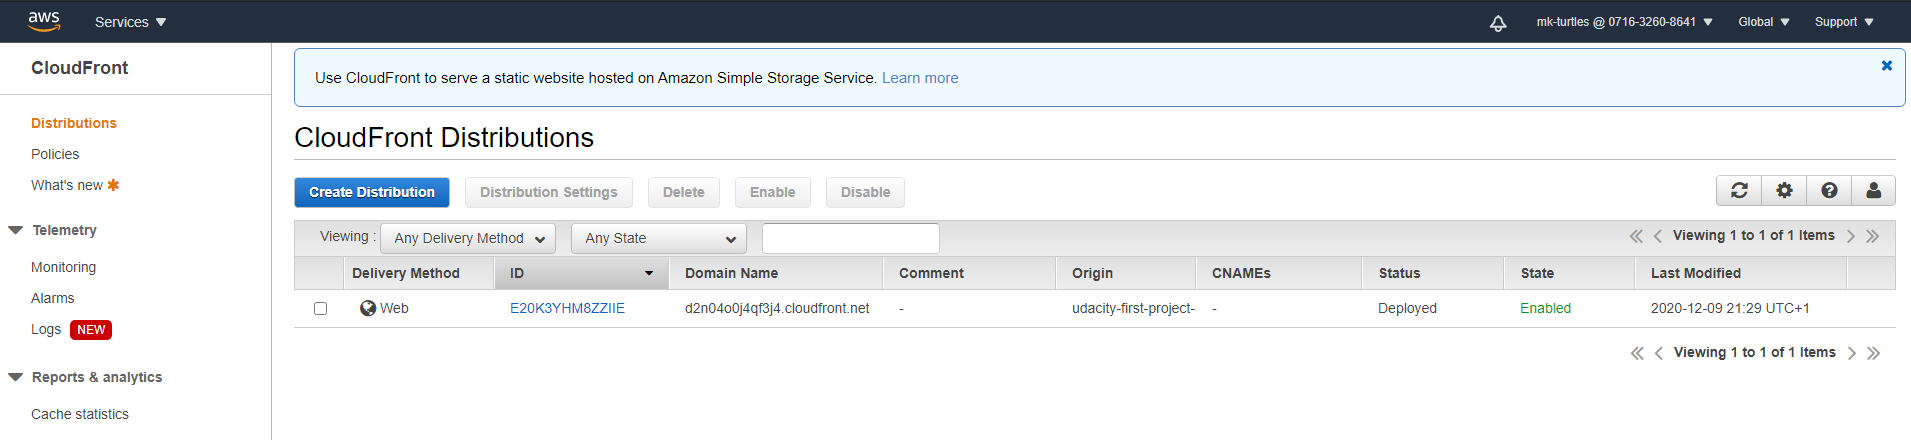 aws Services mk-turtles @ 0716-3260-8641 Global Support
CloudFront
Distributions
Policies
What's new
Telemetry
Monitoring
Alarms
Logs NEW
Reports & analytics
Cache statistics
Use CloudFront to serve a static website hosted on Amazon Simple Storage Service. Learn more
CloudFront Distributions
Create Distribution Distribution Settings Delete Enable Disable
Viewing : Any Delivery Method Any State Viewing 1 to 1 of 1 Items
Delivery Method ID Domain Name Comment Origin CNAMEs Status State Last Modified
Web E20K3YHM8ZZIIE d2n04o0j4qf3j4.cloudfront.net - udacity-first-project- - Deployed Enabled 2020-12-09 21:29 UTC+1
Viewing 1 to 1 of 1 Items